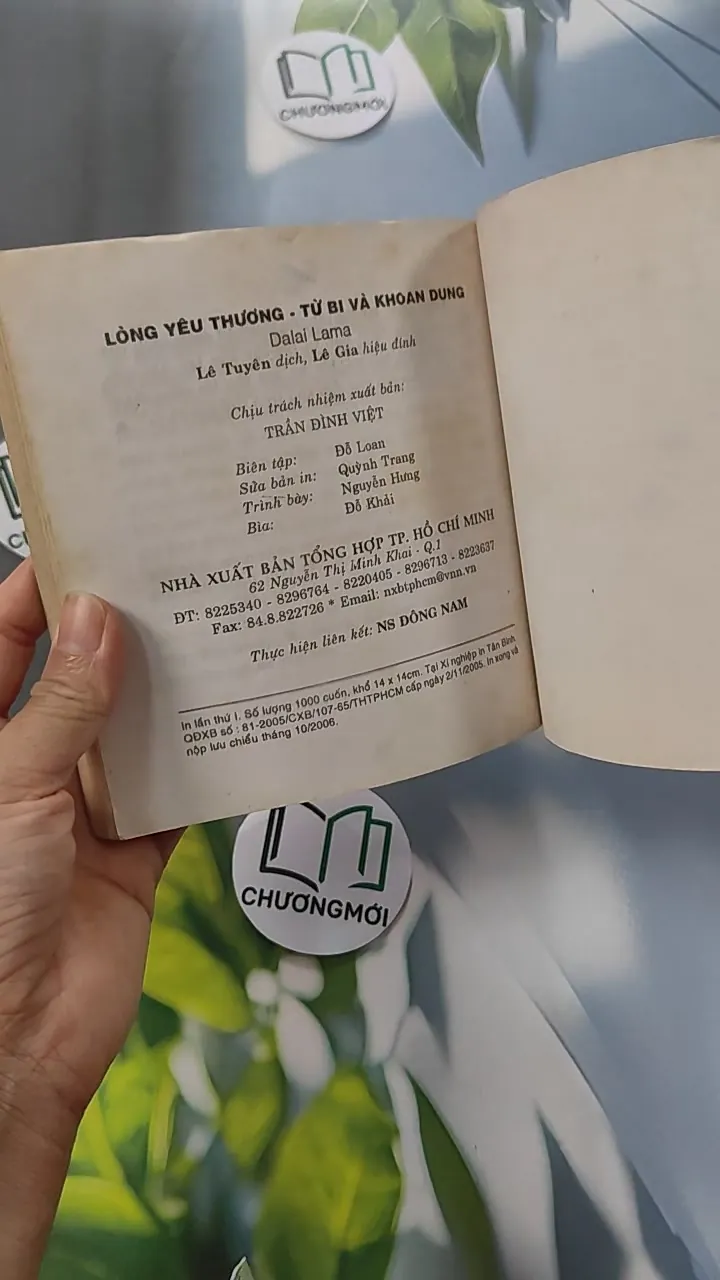 CHƯƠNGMỚI
LÒNG YÊU THƯƠNG - TỪ BI VÀ KHOAN DUNG
Dalai Lama
Lê Tuyên dịch, Lê Gia hiệu đính
Chịu trách nhiệm xuất bản:
TRẦN ĐÌNH VIỆT
Biên tập: Đỗ Loan
Sửa bản in: Quỳnh Trang
Trình bày: Nguyễn Hưng
Bìa: Đỗ Khải
NHÀ XUẤT BẢN TỔNG HỢP TP. HỒ CHÍ MINH
62 Nguyễn Thị Minh Khai - Q.1
ĐT: 8225340 - 8296764 - 8220405 - 8296713 - 8223637
Fax: 84.8.822726 * Email: nxbtphcm@vnn.vn
Thực hiện liên kết: NS ĐÔNG NAM
In lần thứ I. Số lượng 1000 cuốn, khổ 14 x 14cm. Tại Xí nghiệp in Tân Bình
QĐXB số : 81-2005/CXB/107-65/THTPHCM cấp ngày 2/11/2005. In xong và
nộp lưu chiểu tháng 10/2006.
CHƯƠNGMỚI